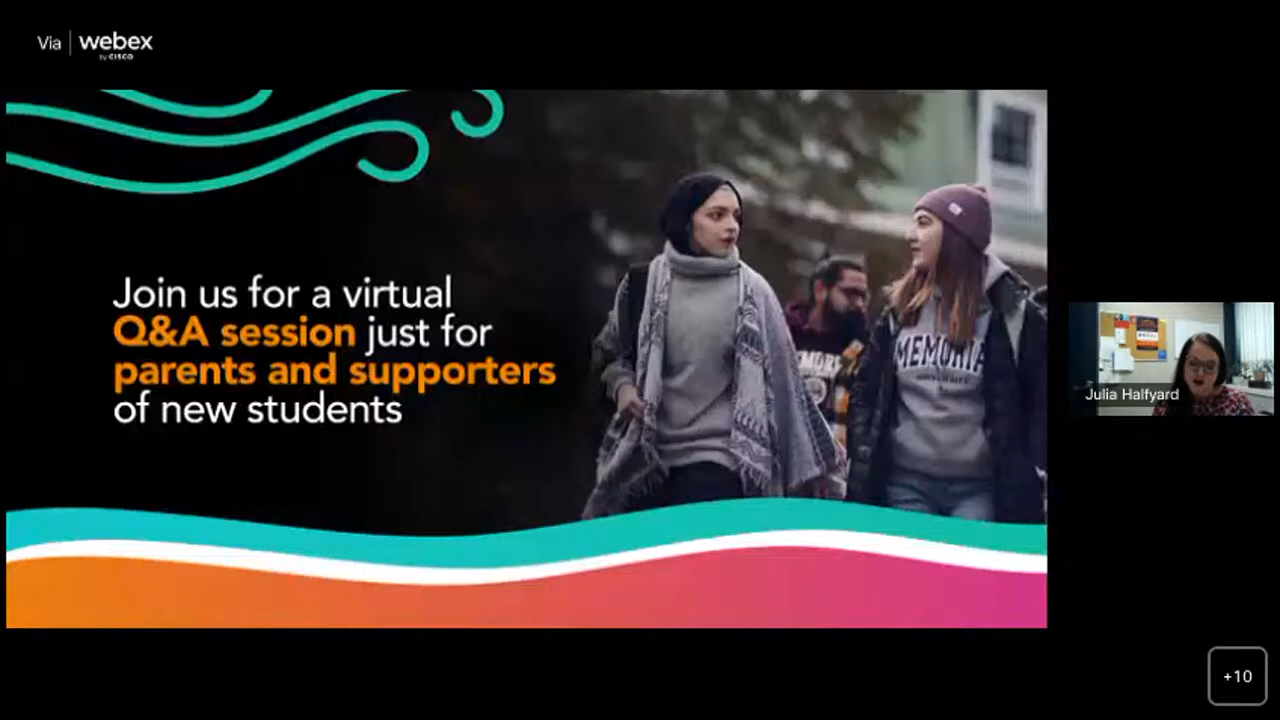 Via | webex
by CISCO
Join us for a virtual
Q&A session just for
parents and supporters
of new students
MEMORIA
Julia Halfyard
+10